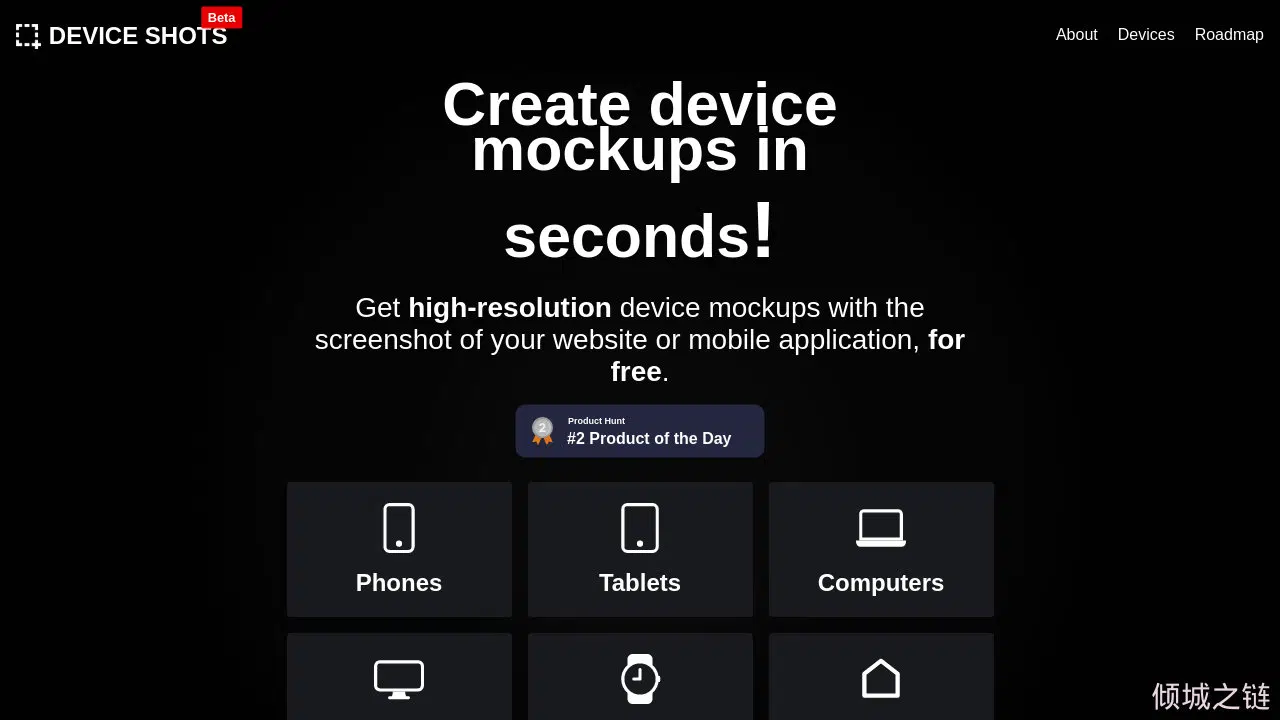 DEVICE SHOTS
Beta
About
Devices
Roadmap
Create device
mockups in
seconds!
Get high-resolution device mockups with the
screenshot of your website or mobile application, for
free.
2
Product Hunt
#2 Product of the Day
Phones
Tablets
Computers
倾城之链